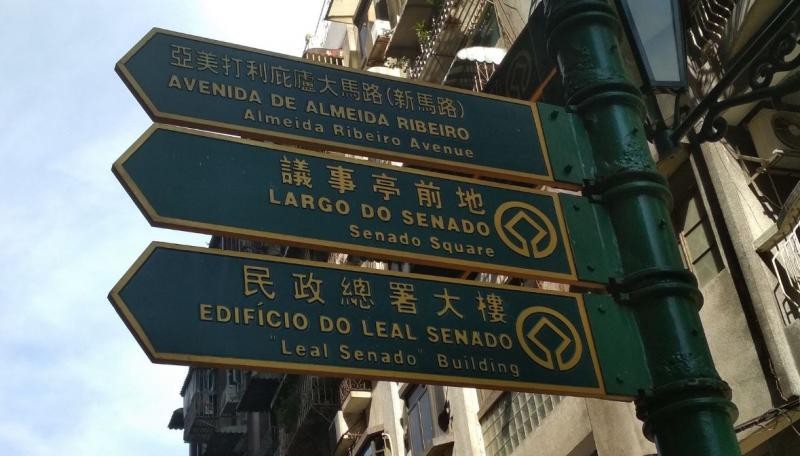 亞美打利庇盧大馬路(新馬路)
AVENIDA DE ALMEIDA RIBEIRO
Almeida Ribeiro Avenue
議事亭前地
LARGO DO SENADO
Senado Square
民政總署大樓
EDIFÍCIO DO LEAL SENADO
"Leal Senado" Building